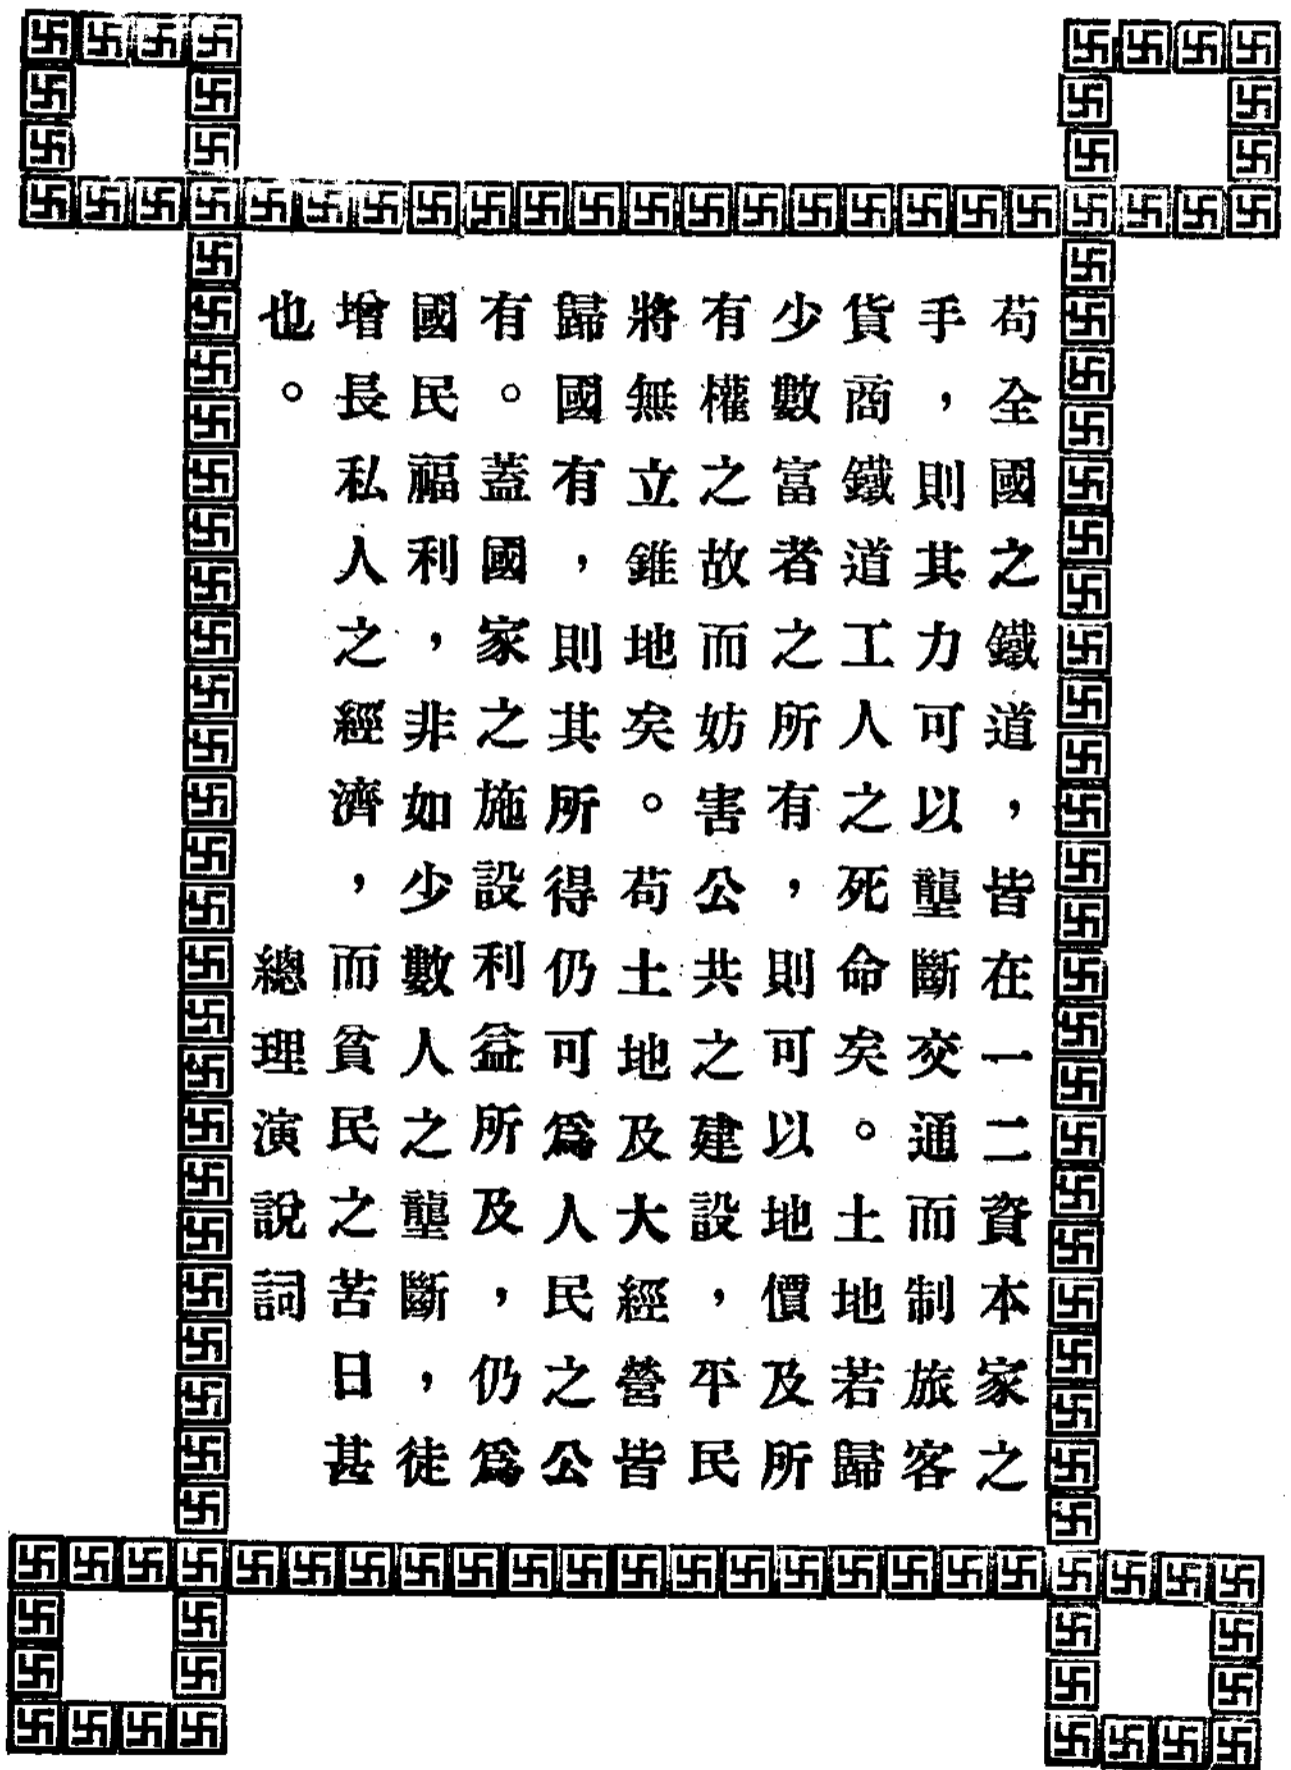 苟全國之鐵道，皆在一二資本家之
手，則其力可以壟斷交通而制旅客
貨商鐵道工人之死命矣。土地若歸
少數富者之所有，則可以地價及所
有權之故而妨害公共之建設，平民
將無立錐地矣。苟土地及大經營皆
歸國有，則其所得仍可爲人民之公
有。蓋國家之施設利益所及，仍爲
國民福利，非如少數人之壟斷，徒
增長私人之經濟，而貧民之苦日甚
也。
總理演說詞